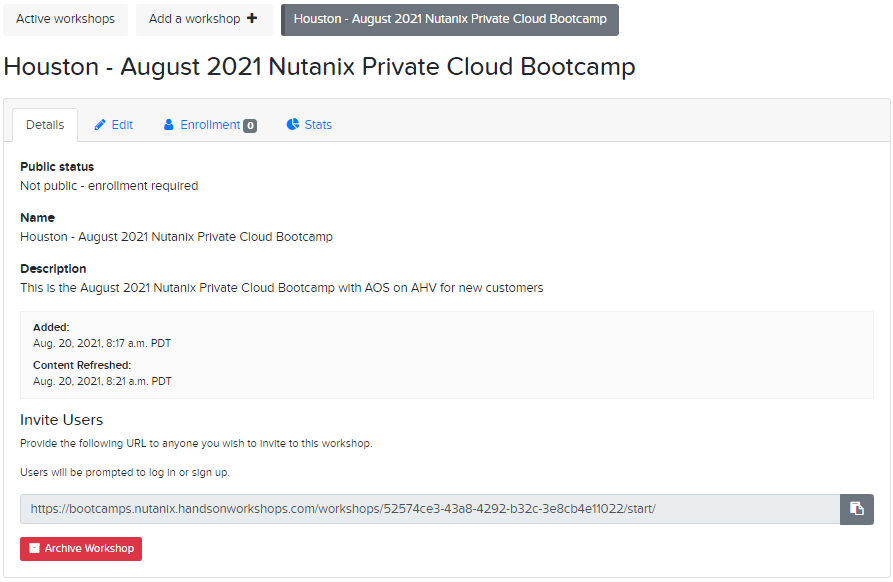 Active workshops
Add a workshop
Houston - August 2021 Nutanix Private Cloud Bootcamp
Houston - August 2021 Nutanix Private Cloud Bootcamp
Details
Edit
Enrollment 0
Stats
Public status
Not public - enrollment required
Name
Houston - August 2021 Nutanix Private Cloud Bootcamp
Description
This is the August 2021 Nutanix Private Cloud Bootcamp with AOS on AHV for new customers
Added:
Aug. 20, 2021, 8:17 a.m. PDT
Content Refreshed:
Aug. 20, 2021, 8:21 a.m. PDT
Invite Users
Provide the following URL to anyone you wish to invite to this workshop.
Users will be prompted to log in or sign up.
https://bootcamps.nutanix.handsonworkshops.com/workshops/52574ce3-43a8-4292-b32c-3e8cb4e11022/start/
Archive Workshop